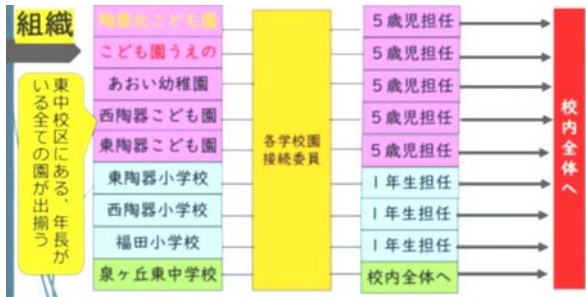 組織
東中校区にある、年長が
いる全ての園が出揃う
陶器北こども園
こども園うえの
あおい幼稚園
西陶器こども園
東陶器こども園
東陶器小学校
西陶器小学校
福田小学校
泉ヶ丘東中学校
各学校園
接続委員
5歳児担任
5歳児担任
5歳児担任
5歳児担任
5歳児担任
1年生担任
1年生担任
1年生担任
校内全体へ
校内全体へ